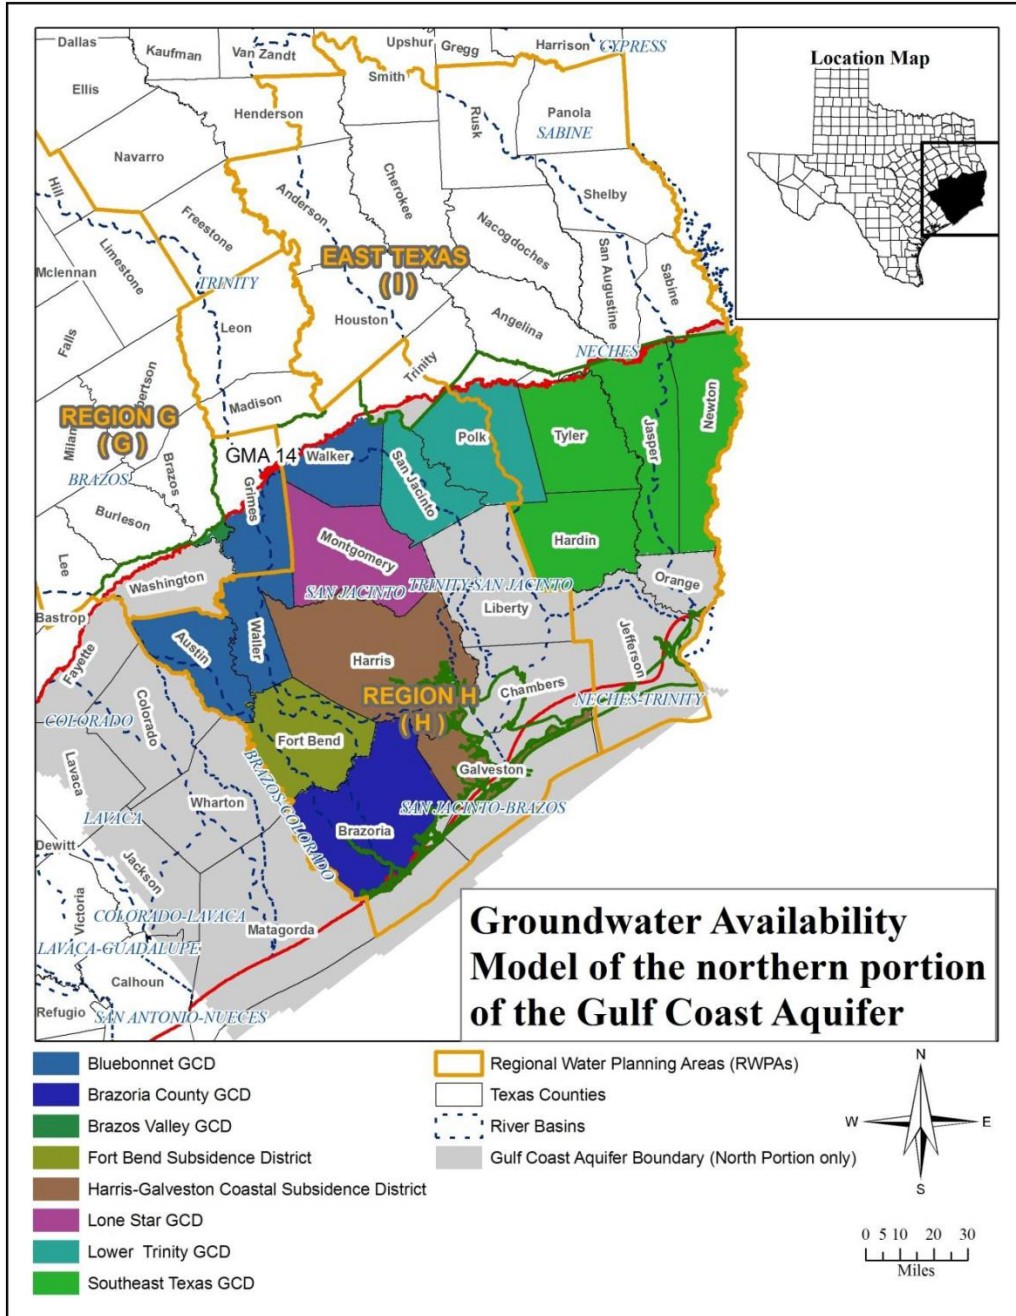 Dallas
Kaufman
Van Zandt
Upshur
Gregg
Harrison
CYPRESS
Smith
Ellis
Henderson
Rusk
Panola
SABINE
Navarro
Hill
Anderson
Cherokee
Shelby
Freestone
Limestone
Nacogdoches
San Augustine
Sabine
EAST TEXAS
( I )
Mclennan
TRINITY
Leon
Houston
Angelina
Falls
NECHES
Trinity
Madison
REGION G
( G )
Brazos
BRAZOS
Burleson
Lee
GMA 14
Grimes
Walker
San Jacinto
Polk
Tyler
Jasper
Newton
Hardin
Montgomery
Washington
Bastrop
SAN JACINTO
TRINITY-SAN JACINTO
Liberty
Orange
Jefferson
Austin
Waller
Harris
Fayette
Colorado
COLORADO
REGION H
( H )
Chambers
NECHES-TRINITY
Fort Bend
Galveston
BRAZOS-COLORADO
SAN JACINTO-BRAZOS
Brazoria
Lavaca
Wharton
LAVACA
Dewitt
Jackson
Victoria
COLORADO-LAVACA
LAVACA-GUADALUPE
Matagorda
Calhoun
Refugio
SAN ANTONIO-NUECES
Location Map
Groundwater Availability
Model of the northern portion
of the Gulf Coast Aquifer
Bluebonnet GCD
Brazoria County GCD
Brazos Valley GCD
Fort Bend Subsidence District
Harris-Galveston Coastal Subsidence District
Lone Star GCD
Lower Trinity GCD
Southeast Texas GCD
Regional Water Planning Areas (RWPAs)
Texas Counties
River Basins
Gulf Coast Aquifer Boundary (North Portion only)
N
W
E
S
0 5 10 20 30
Miles